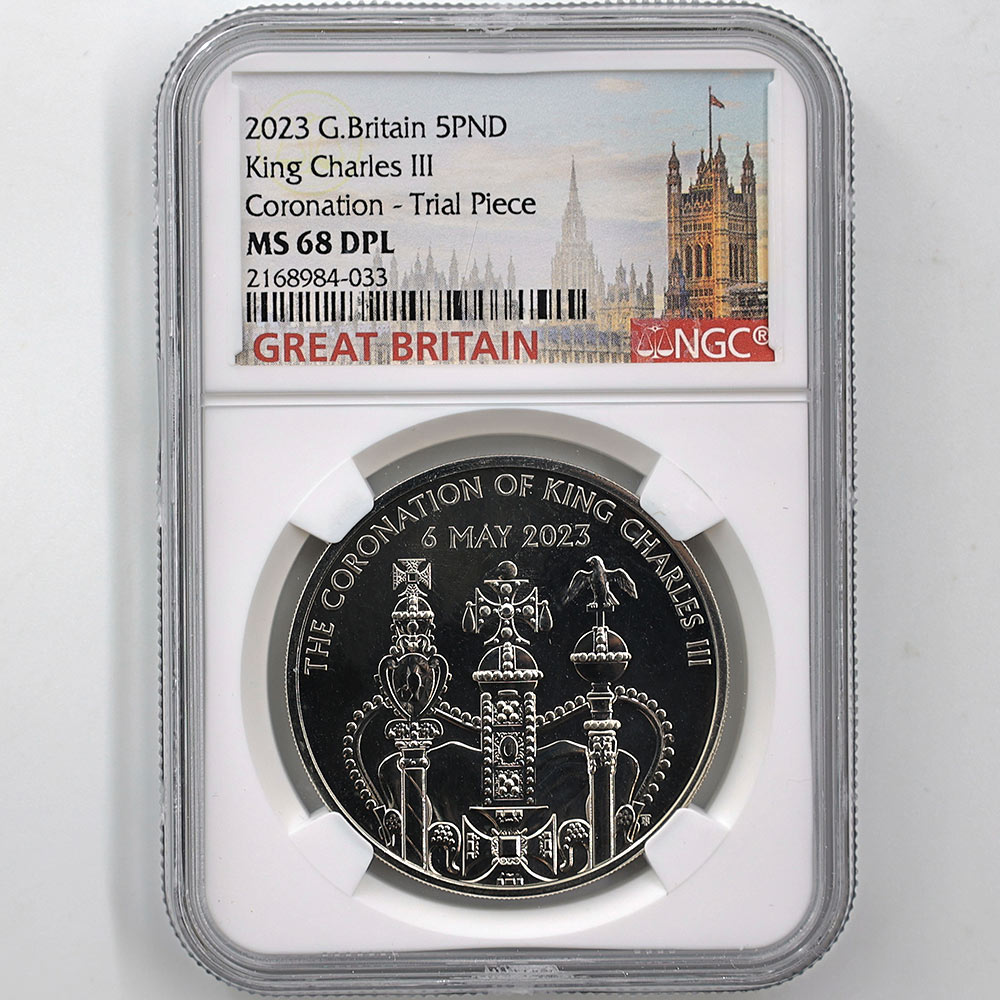 2023 G.Britain 5PND
King Charles III
Coronation - Trial Piece
MS 68 DPL
2168984-033
GREAT BRITAIN
NGC®
THE CORONATION OF KING CHARLES III
6 MAY 2023